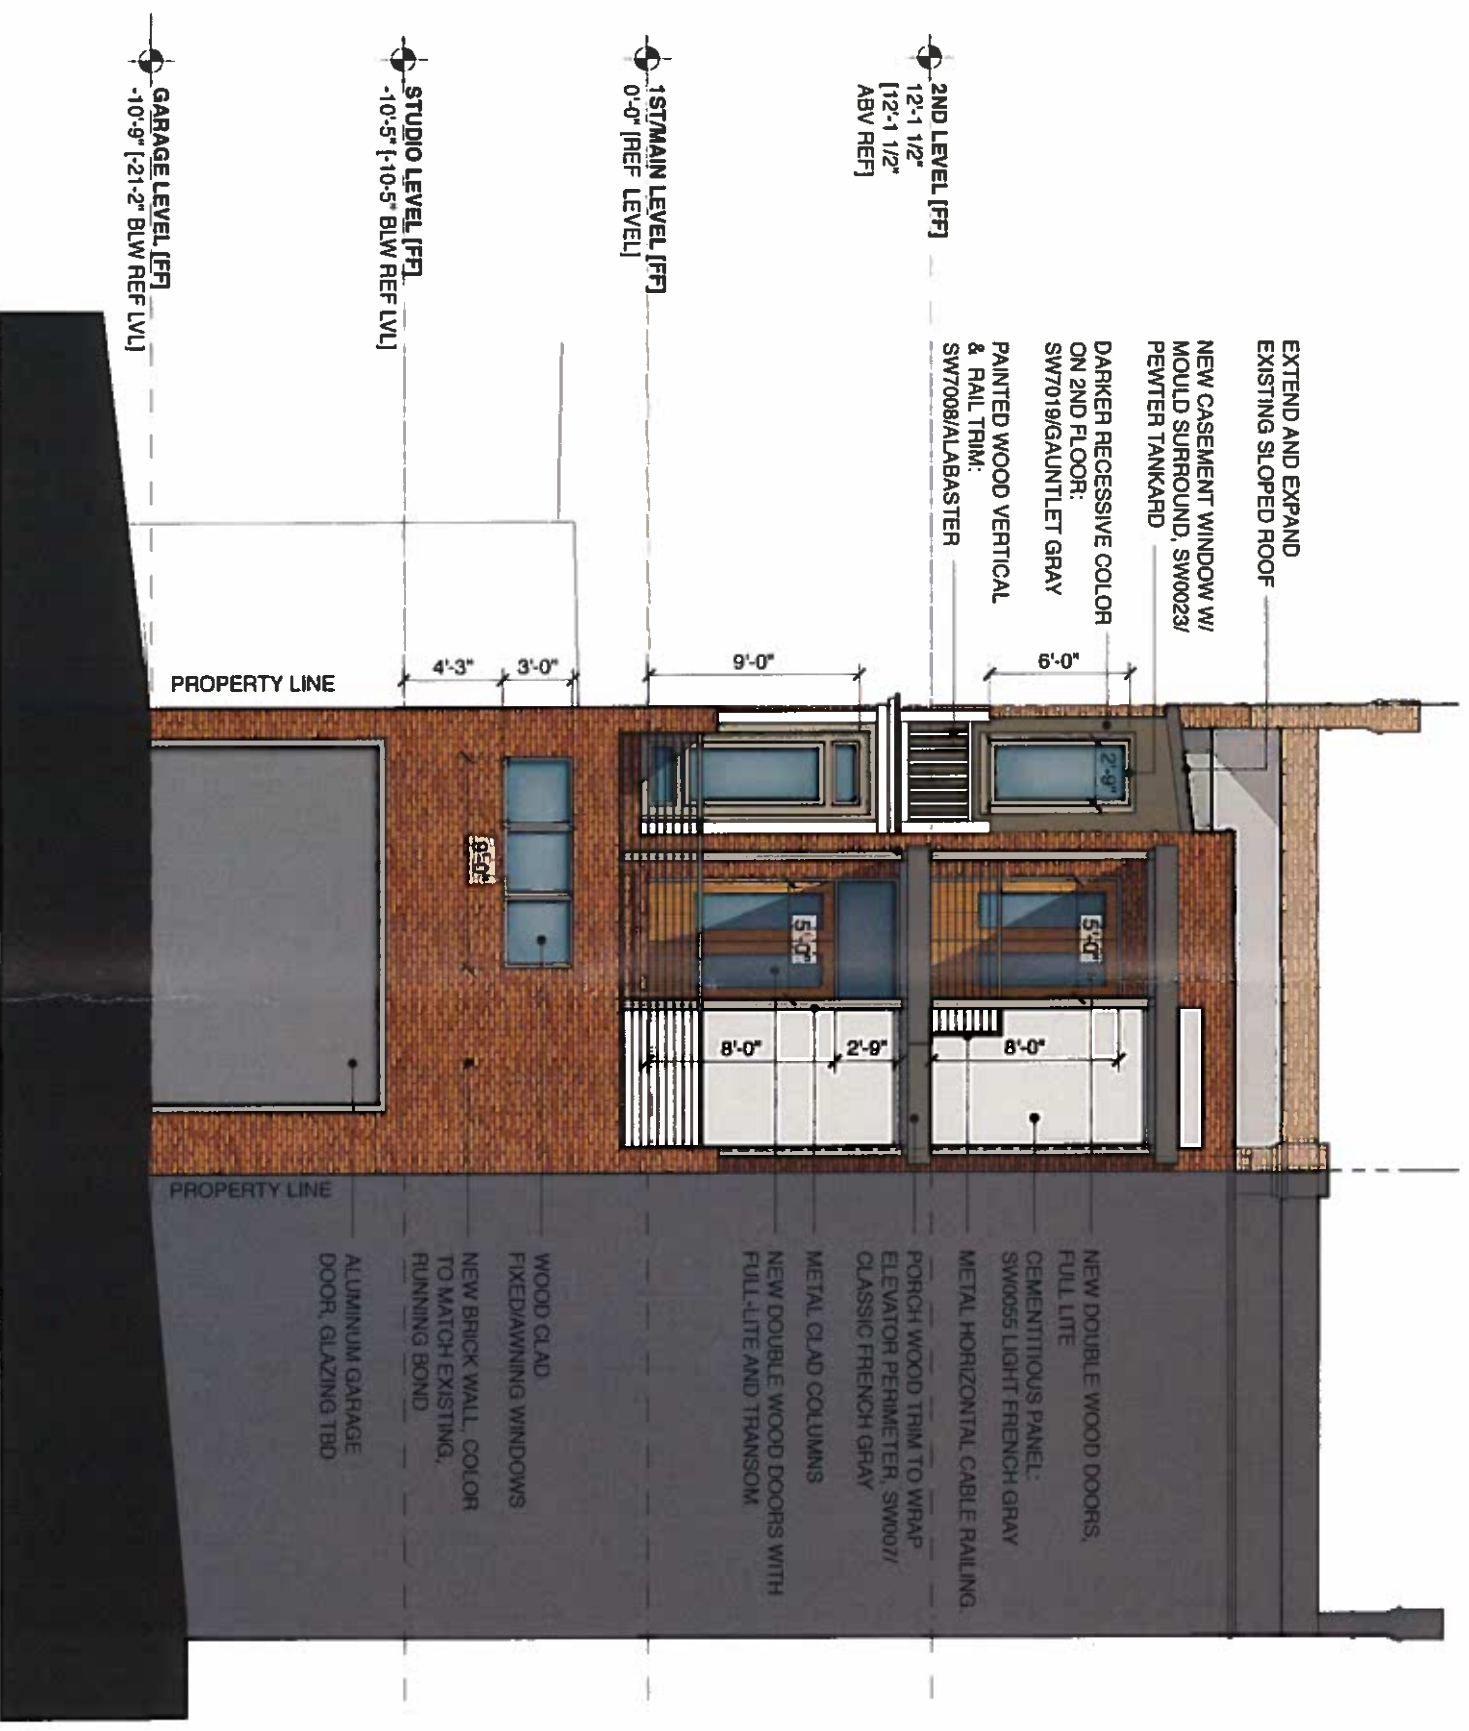 EXTEND AND EXPAND
EXISTING SLOPED ROOF
NEW CASEMENT WINDOW W/
MOULD SURROUND, SW0023/
PEWTER TANKARD
DARKER RECESSIVE COLOR
ON 2ND FLOOR:
SW7019/GAUNTLET GRAY
PAINTED WOOD VERTICAL
& RAIL TRIM:
SW7008/ALABASTER
2ND LEVEL [FF]
12'-1 1/2"
[12'-1 1/2"
ABV REF]
1ST/MAIN LEVEL [FF]
0'-0" [REF LEVEL]
STUDIO LEVEL [FF]
-10'-5" [-10-5" BLW REF LVL]
GARAGE LEVEL [FF]
-10'-9" [-21-2" BLW REF LVL]
6'-0"
9'-0"
3'-0"
4'-3"
PROPERTY LINE
2'-9"
5'-0"
5'-0"
9'-0"
8'-0"
2'-9"
8'-0"
PROPERTY LINE
NEW DOUBLE WOOD DOORS,
FULL LITE
CEMENTITIOUS PANEL:
SW0055 LIGHT FRENCH GRAY
METAL HORIZONTAL CABLE RAILING
PORCH WOOD TRIM TO WRAP
ELEVATOR PERIMETER, SW007/
CLASSIC FRENCH GRAY
METAL CLAD COLUMNS
NEW DOUBLE WOOD DOORS WITH
FULL-LITE AND TRANSOM
WOOD CLAD
FIXED/AWNING WINDOWS
NEW BRICK WALL, COLOR
TO MATCH EXISTING,
RUNNING BOND
ALUMINUM GARAGE
DOOR, GLAZING TBD